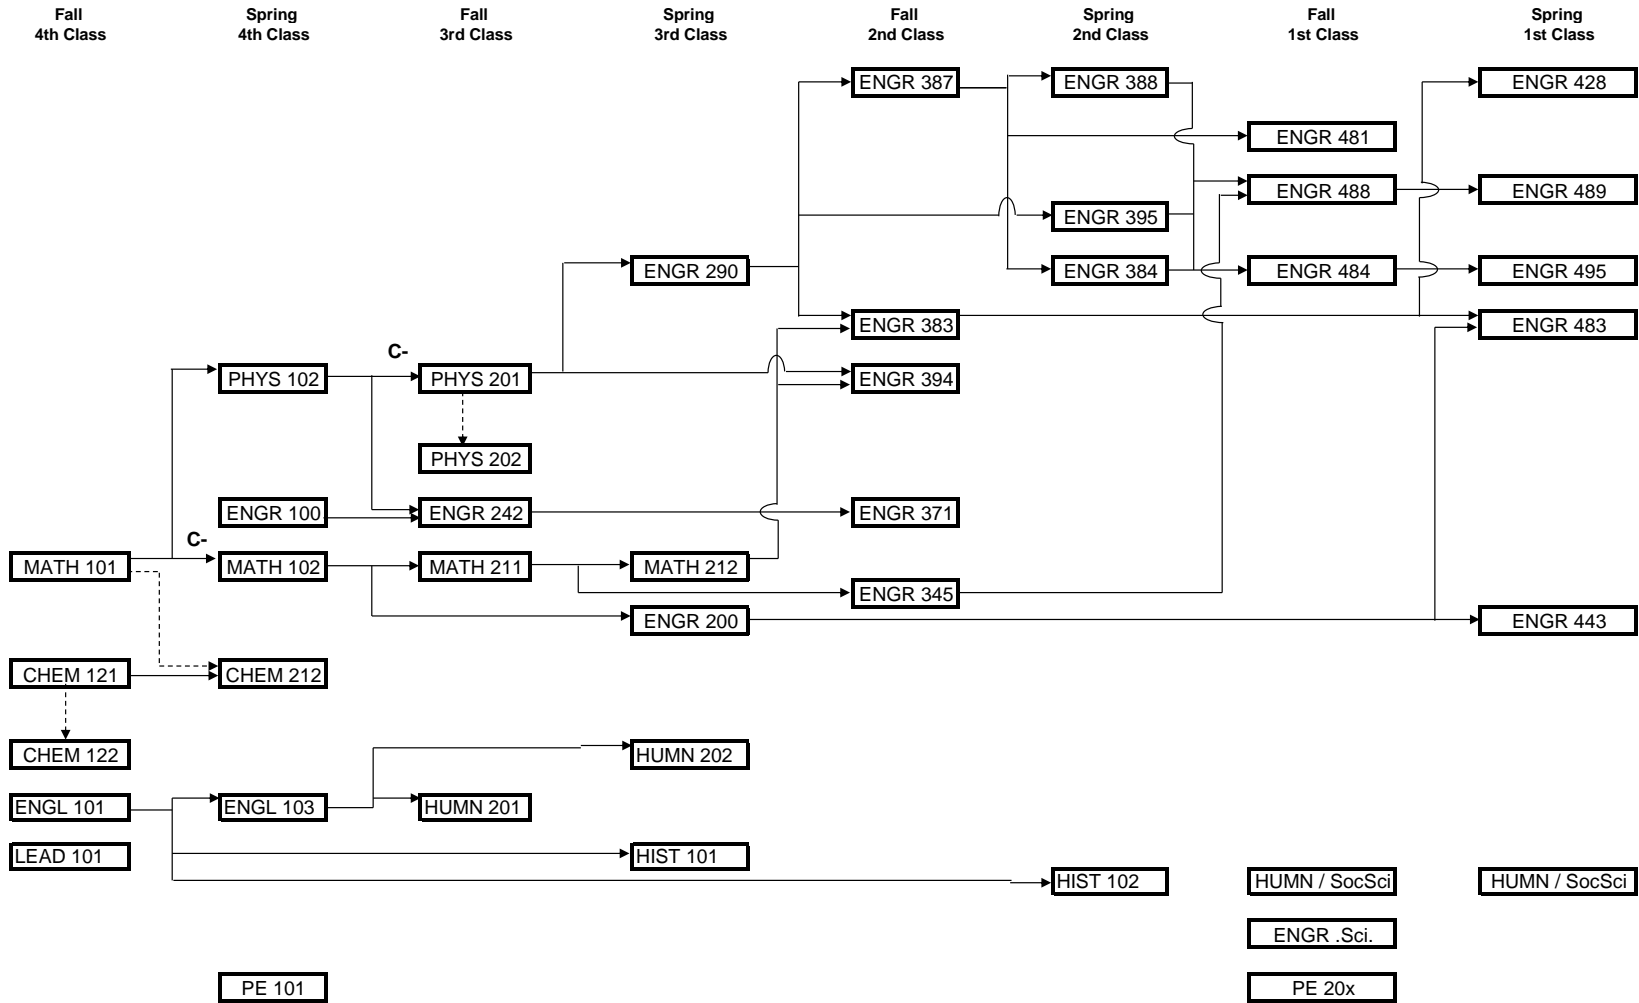 Fall Spring Fall Spring Fall Spring Fall Spring
4th Class 4th Class 3rd Class 3rd Class 2nd Class 2nd Class 1st Class 1st Class
ENGR 387 ENGR 388 ENGR 428
ENGR 481
ENGR 488 ENGR 489
ENGR 395
ENGR 290 ENGR 384 ENGR 484 ENGR 495
ENGR 383 ENGR 483
C-
PHYS 102 PHYS 201 ENGR 394
PHYS 202
ENGR 100 ENGR 242 ENGR 371
C-
MATH 101 MATH 102 MATH 211 MATH 212
ENGR 345
ENGR 200 ENGR 443
CHEM 121 CHEM 212
CHEM 122 HUMN 202
ENGL 101 ENGL 103 HUMN 201
LEAD 101 HIST 101
HIST 102 HUMN / SocSci HUMN / SocSci
ENGR .Sci.
PE 101 PE 20x